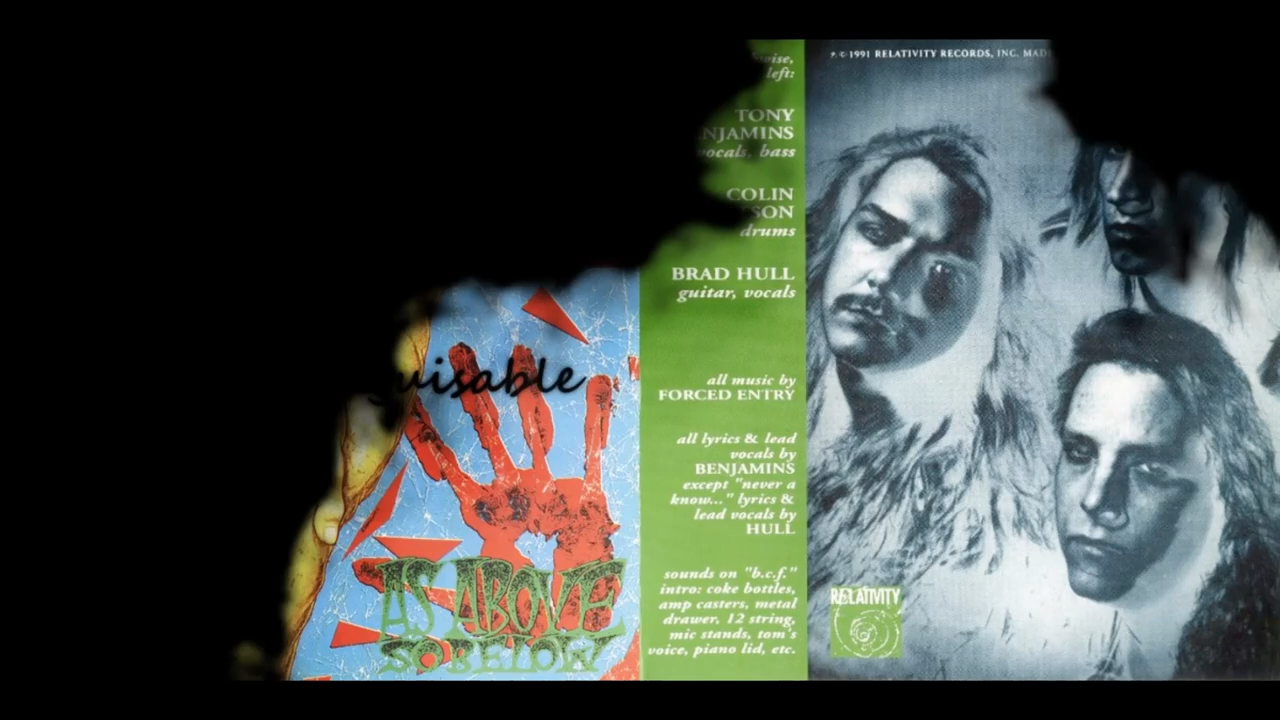 left:
TONY
vocals, bass
COLIN
drums
BRAD HULL
guitar, vocals
all music by
FORCED ENTRY
all lyrics & lead
vocals by
BENJAMINS
except "never a
know..." lyrics &
lead vocals by
HULL
sounds on "b.c.f."
intro: coke bottles,
amp casters, metal
drawer, 12 string,
mic stands, tom's
voice, piano lid, etc.
℗ © 1991 RELATIVITY RECORDS, INC.
RELATIVITY
visable
AS ABOVE
SO BELOW